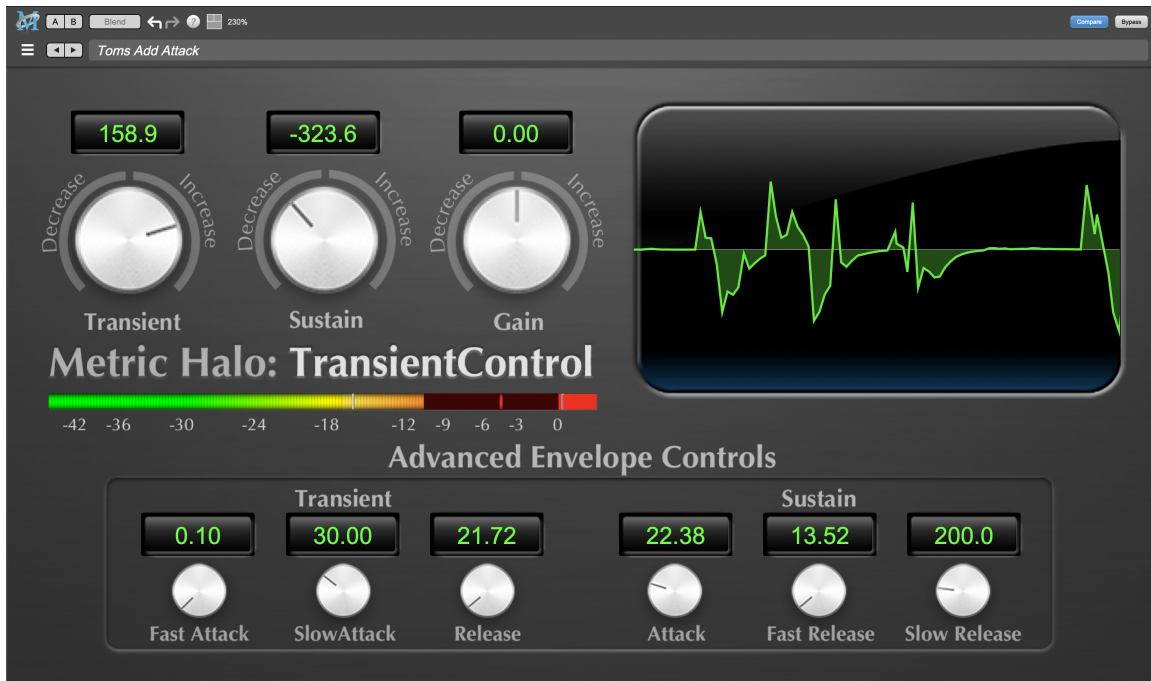 A B Blend ? 230% Compare Bypass
Toms Add Attack
158.9 -323.6 0.00
Decrease Increase Decrease Increase Decrease Increase
Transient Sustain Gain
Metric Halo: TransientControl
-42 -36 -30 -24 -18 -12 -9 -6 -3 0
Advanced Envelope Controls
Transient Sustain
0.10 30.00 21.72 22.38 13.52 200.0
Fast Attack SlowAttack Release Attack Fast Release Slow Release